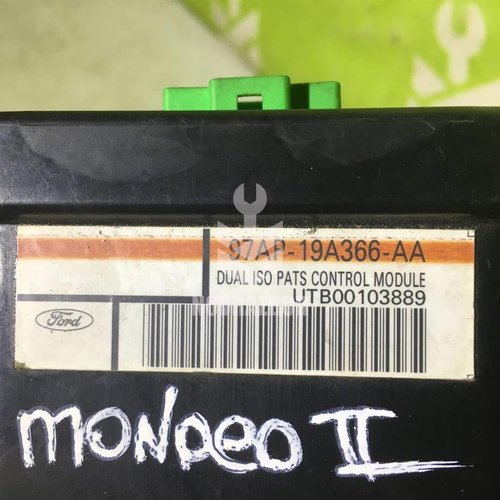 97AP-19A366-AA
DUAL ISO PATS CONTROL MODULE
UTB00103889
Ford
MONDEO II